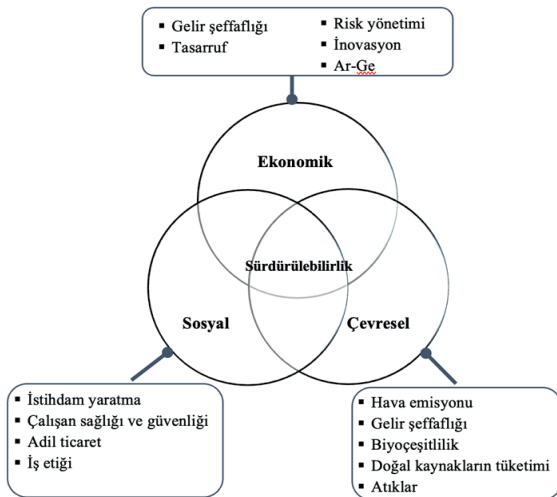 Gelir şeffaflığı
Tasarruf
Risk yönetimi
İnovasyon
Ar-Ge
Ekonomik
Sürdürülebilirlik
Sosyal
Çevresel
İstihdam yaratma
Çalışan sağlığı ve güvenliği
Adil ticaret
İş etiği
Hava emisyonu
Gelir şeffaflığı
Biyoçeşitlilik
Doğal kaynakların tüketimi
Atıklar